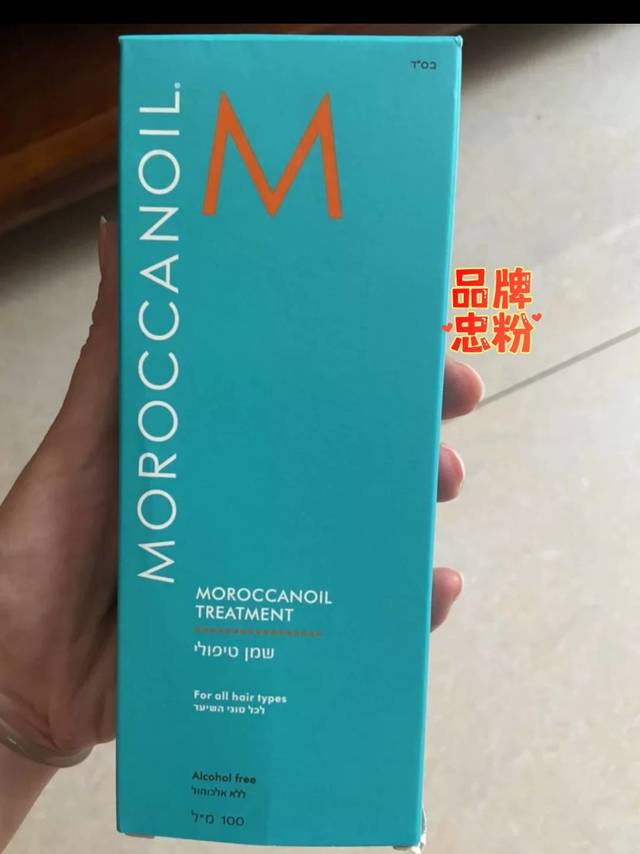 בס"ד
M
MOROCCANOIL®
品牌
忠粉
MOROCCANOIL
TREATMENT
שמן טיפולי
For all hair types
לכל סוגי השיער
Alcohol free
ללא אלכוהול
100 מ"ל